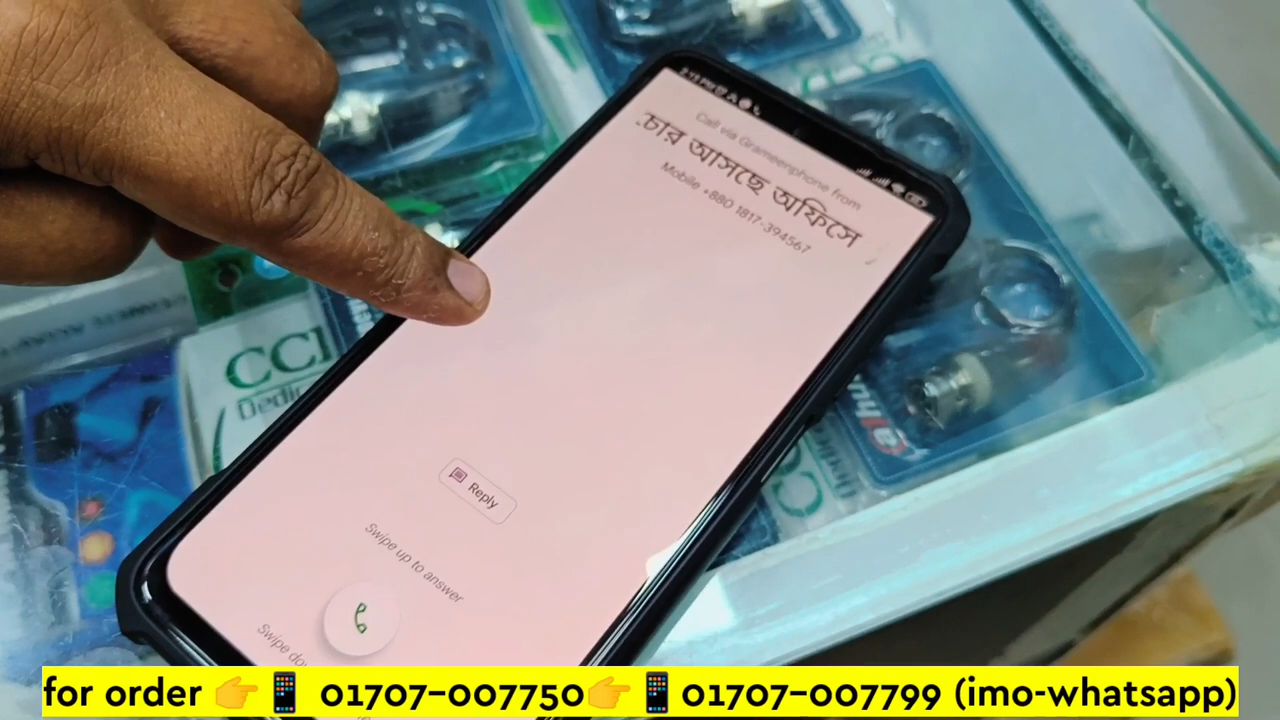 Call via Grameenphone from
চোর আসছে অফিসে
Mobile +880 1817-394567
Reply
Swipe up to answer
CCI
alhua
for order 👉📱 01707-007750👉📱01707-007799 (imo-whatsapp)